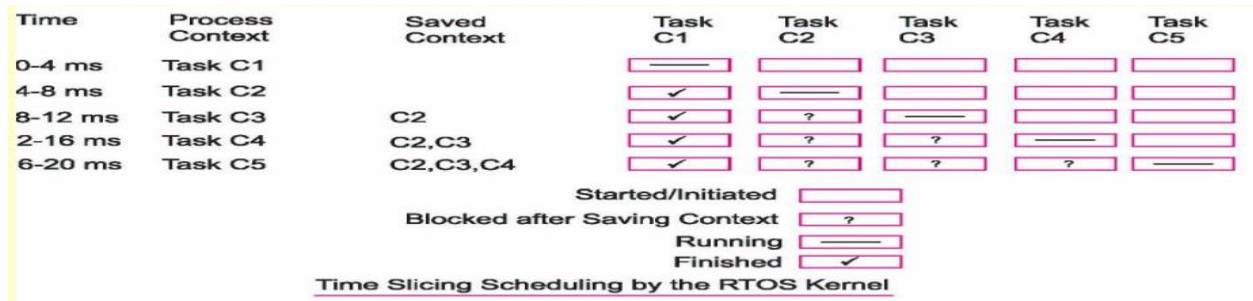 Time Process Context Saved Context Task C1 Task C2 Task C3 Task C4 Task C5
0-4 ms Task C1
4-8 ms Task C2 ✓
8-12 ms Task C3 C2 ✓ ?
2-16 ms Task C4 C2,C3 ✓ ? ?
6-20 ms Task C5 C2,C3,C4 ✓ ? ? ?
Started/Initiated
Blocked after Saving Context ?
Running
Finished ✓
Time Slicing Scheduling by the RTOS Kernel